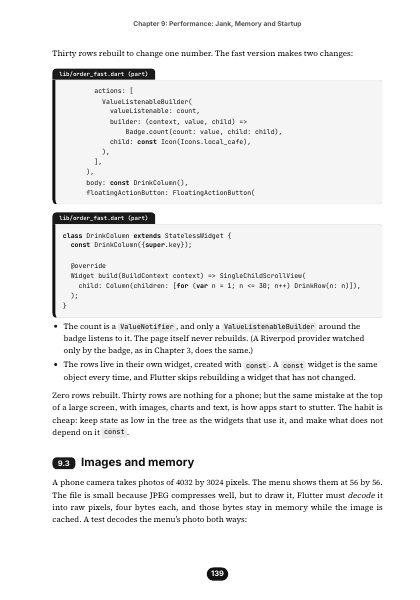 Chapter 9: Performance: Jank, Memory and Startup
Thirty rows rebuilt to change one number. The fast version makes two changes:
lib/order_fast.dart (part)
actions: [
ValueListenableBuilder(
valueListenable: count,
builder: (context, value, child) =>
Badge.count(count: value, child: child),
child: const Icon(Icons.local_cafe),
),
],
),
body: const DrinkColumn(),
floatingActionButton: FloatingActionButton(
lib/order_fast.dart (part)
class DrinkColumn extends StatelessWidget {
const DrinkColumn({super.key});
@override
Widget build(BuildContext context) => SingleChildScrollView(
child: Column(children: [for (var n = 1; n <= 30; n++) DrinkRow(n: n)]),
);
}
• The count is a ValueNotifier, and only a ValueListenableBuilder around the
badge listens to it. The page itself never rebuilds. (A Riverpod provider watched
only by the badge, as in Chapter 3, does the same.)
• The rows live in their own widget, created with const. A const widget is the same
object every time, and Flutter skips rebuilding a widget that has not changed.
Zero rows rebuilt. Thirty rows are nothing for a phone; but the same mistake at the top
of a large screen, with images, charts and text, is how apps start to stutter. The habit is
cheap: keep state as low in the tree as the widgets that use it, and make what does not
depend on it const.
9.3 Images and memory
A phone camera takes photos of 4032 by 3024 pixels. The menu shows them at 56 by 56.
The file is small because JPEG compresses well, but to draw it, Flutter must decode it
into raw pixels, four bytes each, and those bytes stay in memory while the image is
cached. A test decodes the menu's photo both ways:
139